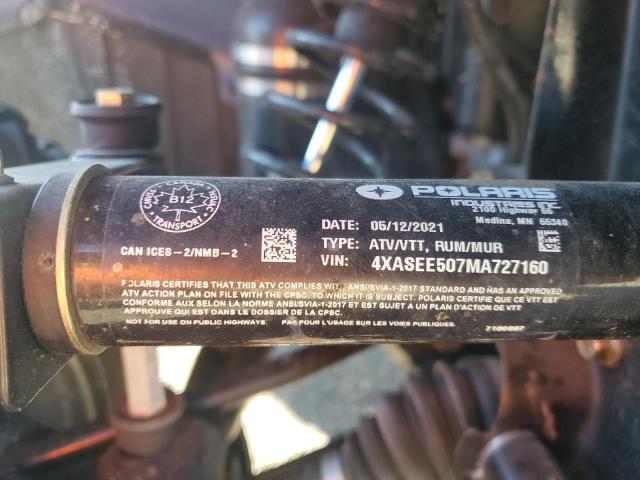 POLARIS
INDUSTRIES INC
2100 Highway 55
Medina, MN 55340
CANADA
B12
TRANSPORT
DATE: 05/12/2021
TYPE: ATV/VTT, RUM/MUR
CAN ICES-2/NMB-2
VIN: 4XASEE507MA727160
POLARIS CERTIFIES THAT THIS ATV COMPLIES WITH ANSI/SVIA-1-2017 STANDARD AND HAS AN APPROVED
ATV ACTION PLAN ON FILE WITH THE CPSC, TO WHICH IT IS SUBJECT. POLARIS CERTIFIE QUE CE VTT EST
CONFORME AUX SELON LA NORME ANSI/SVIA-1-2017 ET EST SUJET A UN PLAN D'ACTION DE VTT
APPROUVE QUI EST DANS LE DOSSIER DE LA CPSC.
NOT FOR USE ON PUBLIC HIGHWAYS. PAS POUR L'USAGE SUR LES VOIES PUBLIQUES.